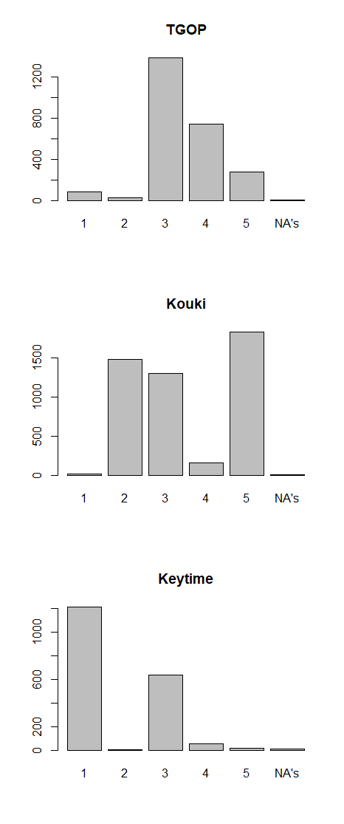 TGOP
1200
800
400
0
1 2 3 4 5 NA's
Kouki
1500
1000
500
0
1 2 3 4 5 NA's
Keytime
1000
600
200
0
1 2 3 4 5 NA's